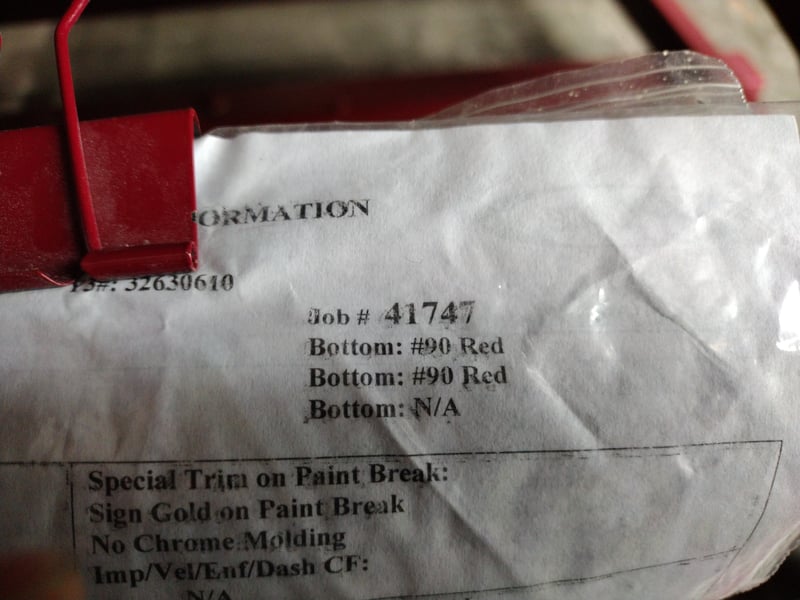 ORMATION
#: 32630610
Job # 41747
Bottom: #90 Red
Bottom: #90 Red
Bottom: N/A
Special Trim on Paint Break:
Sign Gold on Paint Break
No Chrome Molding
Imp/Vel/Enf/Dash CF:
N/A